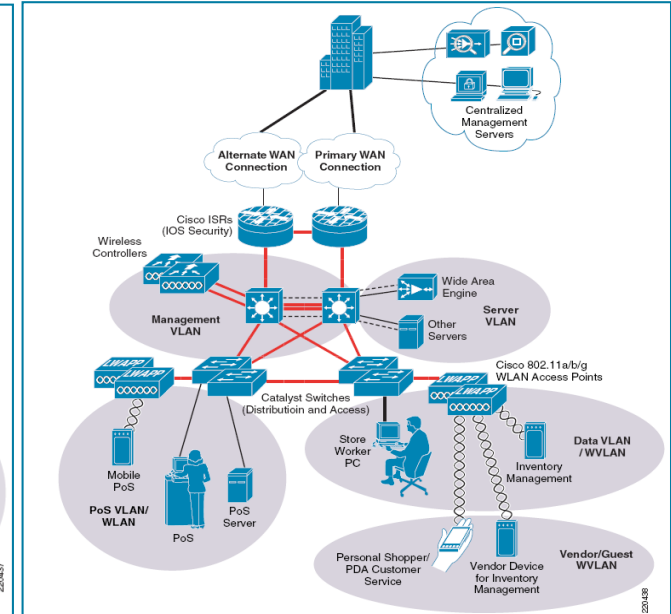 Centralized
Management
Servers
Alternate WAN
Connection
Primary WAN
Connection
Cisco ISRs
(IOS Security)
Wireless
Controllers
Management
VLAN
Wide Area
Engine
Server
VLAN
Other
Servers
LWAPP
LWAPP
Catalyst Switches
(Distributioin and Access)
Cisco 802.11a/b/g
WLAN Access Points
LWAPP
LWAPP
Mobile
PoS
PoS VLAN/
WLAN
PoS
PoS
Server
Store
Worker
PC
Inventory
Management
Data VLAN
/ WVLAN
Personal Shopper/
PDA Customer
Service
Vendor Device
for Inventory
Management
Vendor/Guest
WVLAN
220437
220438